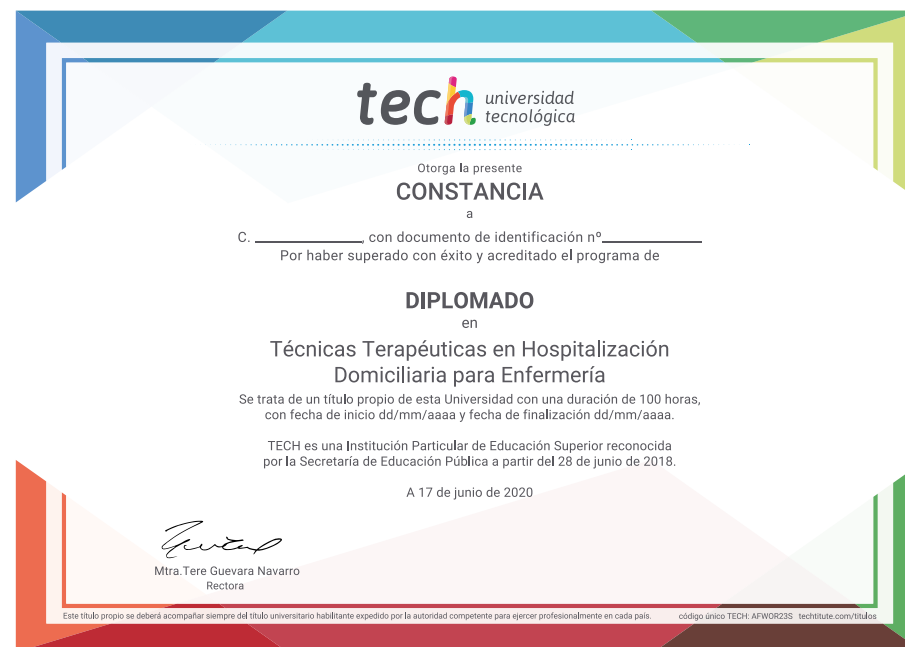 tech universidad
tecnológica
Otorga la presente
CONSTANCIA
a
C. ____________, con documento de identificación nº____________
Por haber superado con éxito y acreditado el programa de
DIPLOMADO
en
Técnicas Terapéuticas en Hospitalización
Domiciliaria para Enfermería
Se trata de un título propio de esta Universidad con una duración de 100 horas,
con fecha de inicio dd/mm/aaaa y fecha de finalización dd/mm/aaaa.
TECH es una Institución Particular de Educación Superior reconocida
por la Secretaría de Educación Pública a partir del 28 de junio de 2018.
A 17 de junio de 2020
Mtra.Tere Guevara Navarro
Rectora
Este título propio se deberá acompañar siempre del título universitario habilitante expedido por la autoridad competente para ejercer profesionalmente en cada país. código único TECH: AFWOR23S techtitute.com/titulos